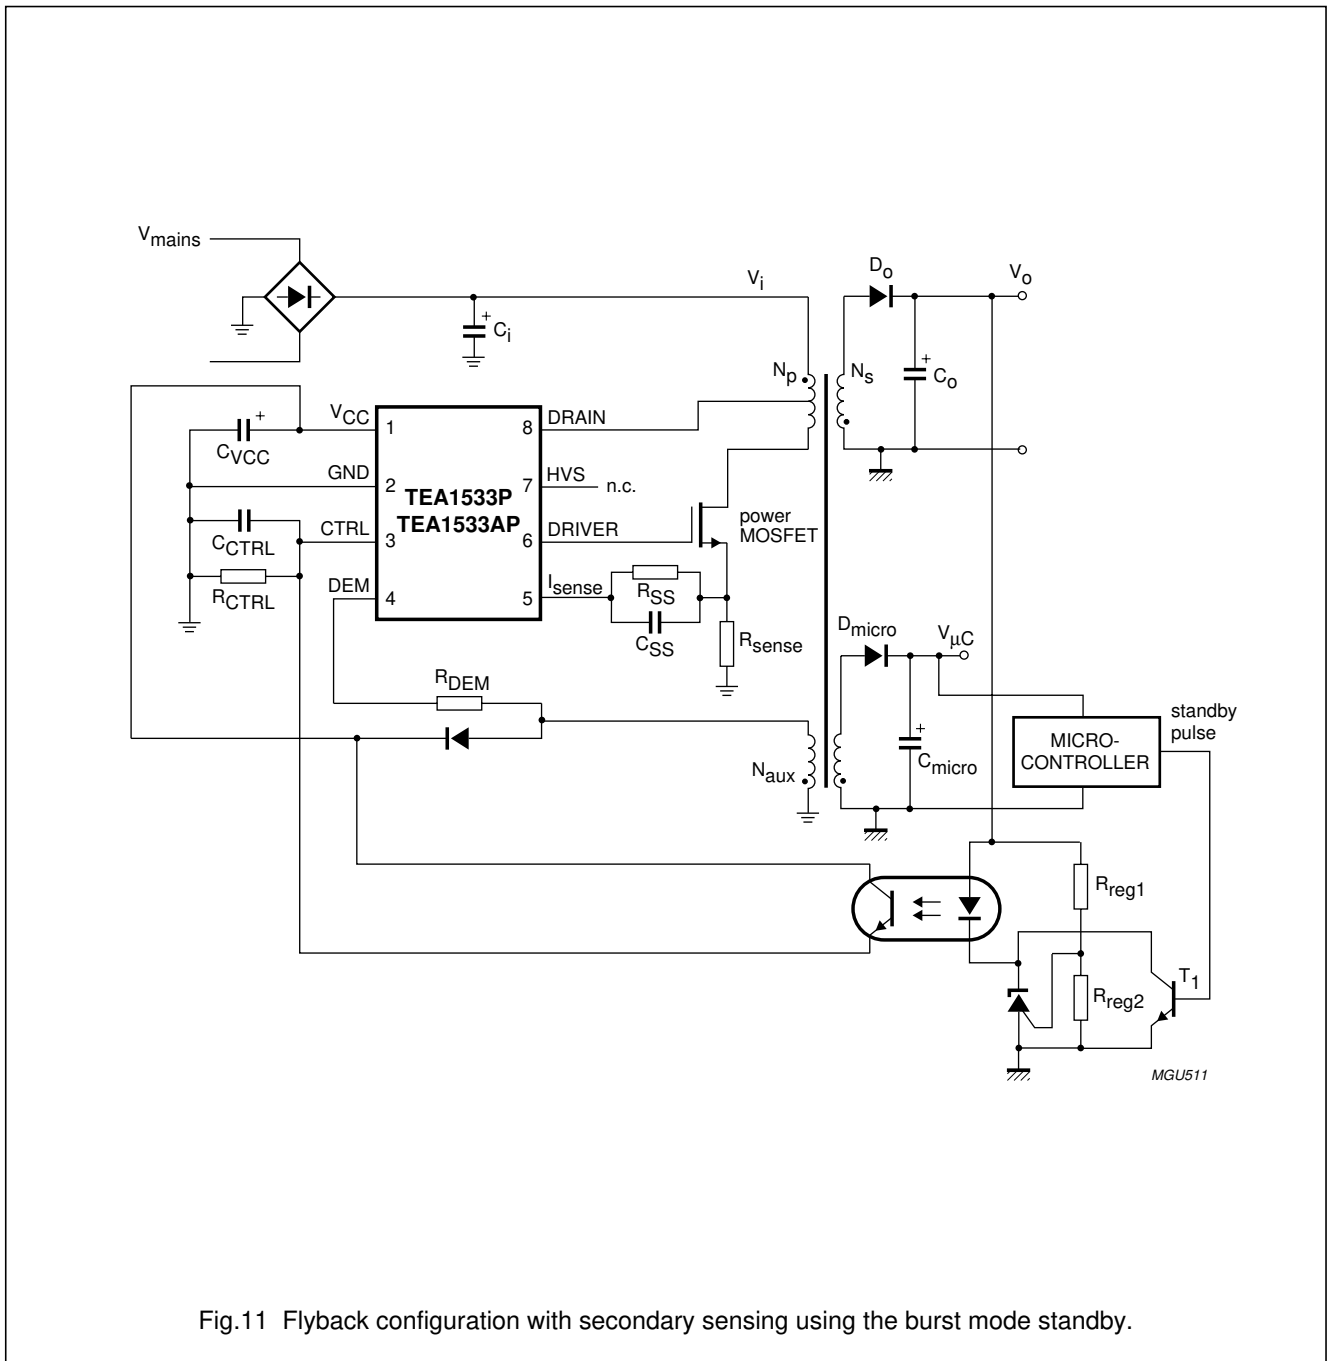 Vmains
Vi
Do
Vo
+
Ci
Np
Ns
+
Co
VCC
1
+
CVCC
8
DRAIN
GND
2
7
HVS
n.c.
TEA1533P
TEA1533AP
CCTRL
CTRL
3
6
DRIVER
power
MOSFET
RCTRL
DEM
4
5
Isense
RSS
CSS
Rsense
Dmicro
VμC
RDEM
standby
pulse
MICRO-
CONTROLLER
+
Cmicro
Naux
Rreg1
Rreg2
T1
MGU511
Fig.11 Flyback configuration with secondary sensing using the burst mode standby.